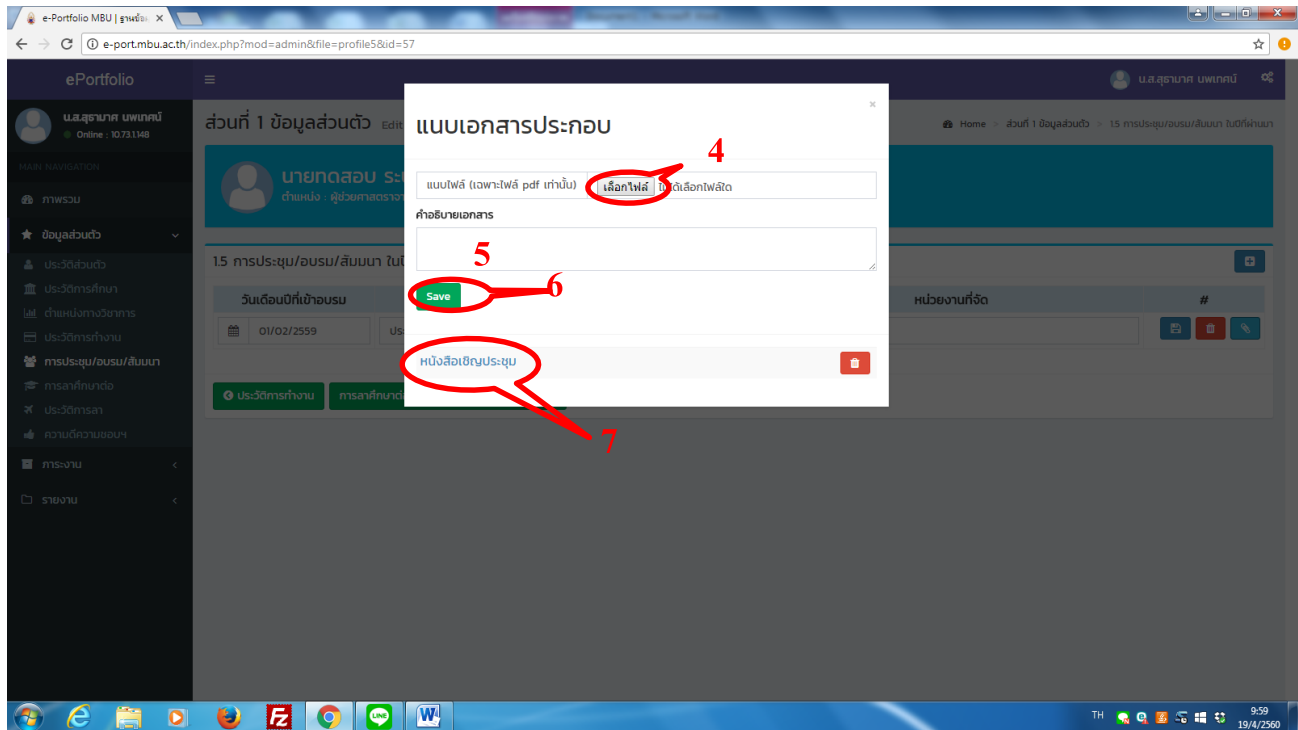 e-Portfolio MBU | ฐานข้อ
e-port.mbu.ac.th/index.php?mod=admin&file=profile5&id=57
ePortfolio
น.ส.สุธามาศ นพเทศน์
น.ส.สุธามาศ นพเทศน์
Online : 10.73.1.148
ส่วนที่ 1 ข้อมูลส่วนตัว Edit
Home > ส่วนที่ 1 ข้อมูลส่วนตัว > 1.5 การประชุม/อบรม/สัมมนา ในปีที่ผ่านมา
แนบเอกสารประกอบ
×
4
MAIN NAVIGATION
นายทดสอบ ระ
ตำแหน่ง : ผู้ช่วยศาสตราจา
แนบไฟล์ (เฉพาะไฟล์ pdf เท่านั้น)
เลือกไฟล์ ได้เลือกไฟล์ใด
ภาพรวม
คำอธิบายเอกสาร
ข้อมูลส่วนตัว
5
1.5 การประชุม/อบรม/สัมมนา ในปี
ประวัติส่วนตัว
ประวัติการศึกษา
6
Save
วันเดือนปีที่เข้าอบรม
หน่วยงานที่จัด
#
ตำแหน่งทางวิชาการ
01/02/2559
ประ
ประวัติการทำงาน
การประชุม/อบรม/สัมมนา
หนังสือเชิญประชุม
การลาศึกษาต่อ
ประวัติการทำงาน
การลาศึกษาต่
ประวัติการลา
ความดีความชอบฯ
7
ภาระงาน
รายงาน
TH
9:59
19/4/2560